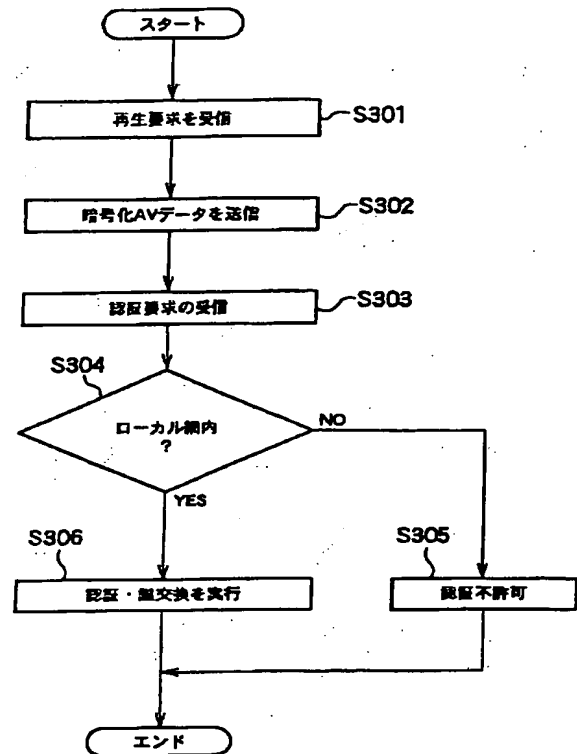 スタート
再生要求を受信
S301
暗号化AVデータを送信
S302
認証要求の受信
S303
S304
ローカル網内
?
NO
YES
S306
認証・鍵交換を実行
S305
認証不許可
エンド